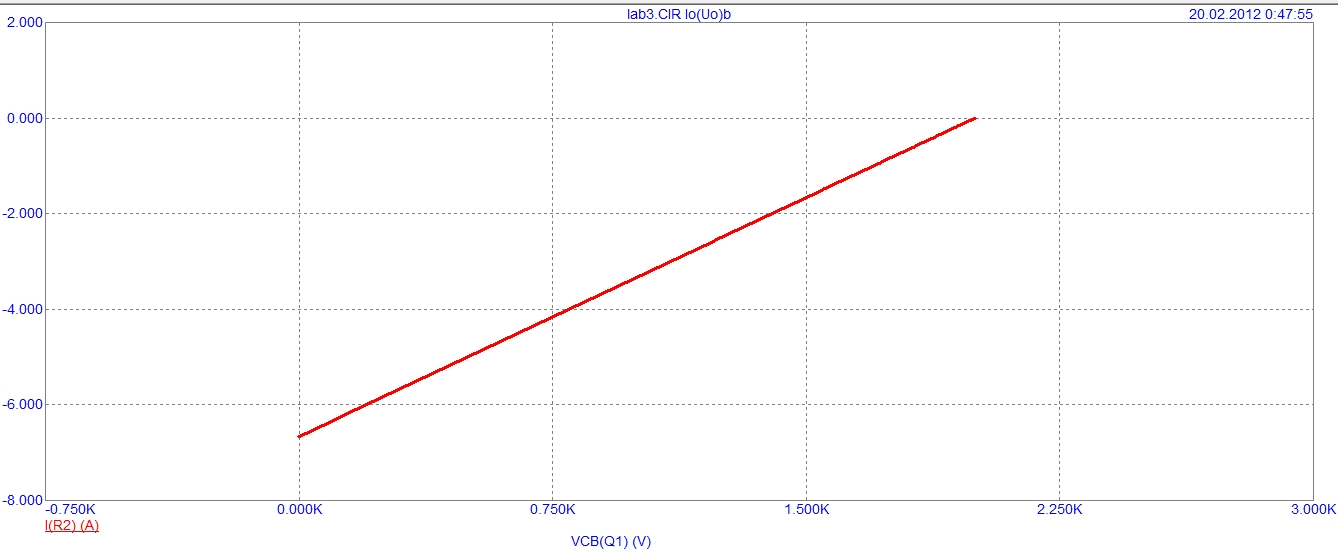 lab3.CIR Io(Uo)b 20.02.2012 0:47:55
2.000
0.000
-2.000
-4.000
-6.000
-8.000
-0.750K 0.000K 0.750K 1.500K 2.250K 3.000K
I(R2) (A)
VCB(Q1) (V)